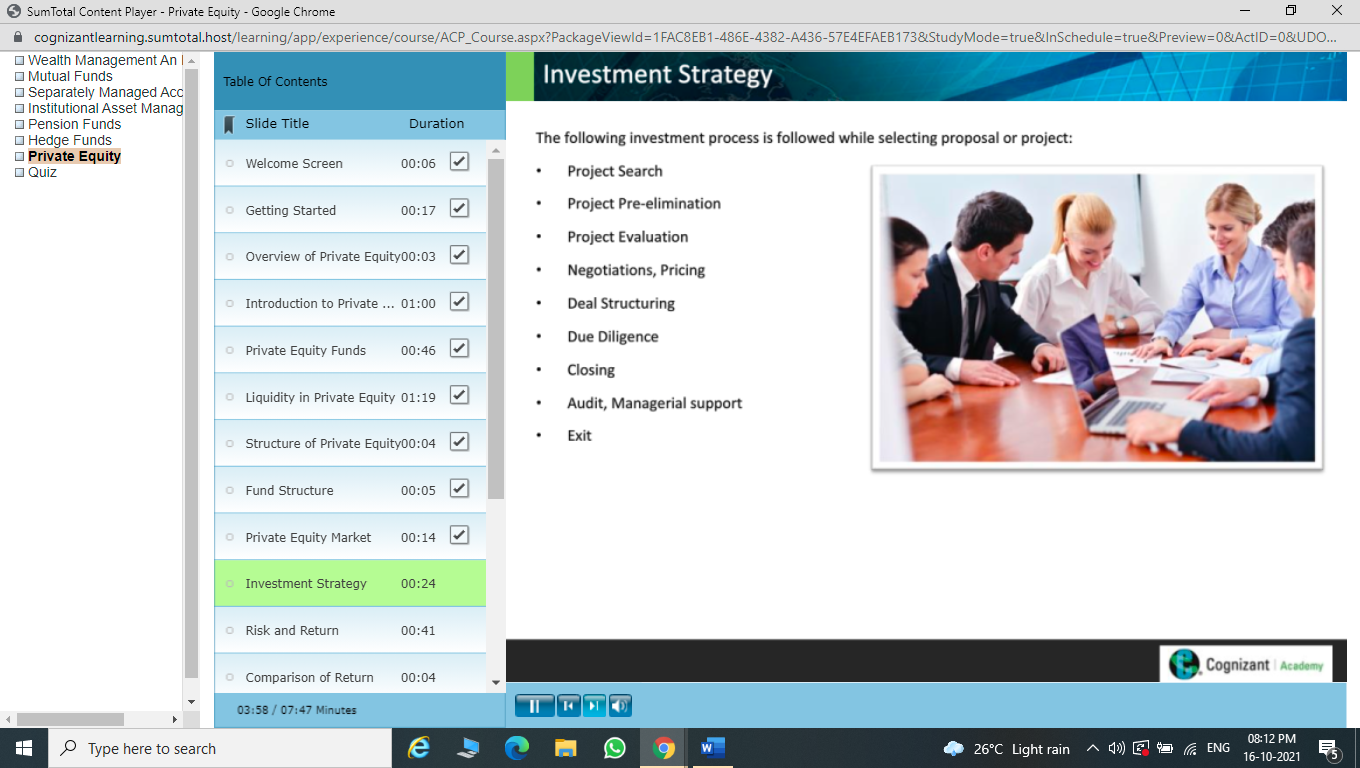 SumTotal Content Player - Private Equity - Google Chrome
cognizantlearning.sumtotal.host/learning/app/experience/course/ACP_Course.aspx?PackageViewId=1FAC8EB1-486E-4382-A436-57E4EFAEB173&StudyMode=true&InSchedule=true&Preview=0&ActID=0&UDO...
Wealth Management An
Mutual Funds
Separately Managed Acc
Institutional Asset Manag
Pension Funds
Hedge Funds
Private Equity
Quiz
Table Of Contents
Slide Title Duration
Welcome Screen 00:06
Getting Started 00:17
Overview of Private Equity 00:03
Introduction to Private ... 01:00
Private Equity Funds 00:46
Liquidity in Private Equity 01:19
Structure of Private Equity 00:04
Fund Structure 00:05
Private Equity Market 00:14
Investment Strategy 00:24
Risk and Return 00:41
Comparison of Return 00:04
03:58 / 07:47 Minutes
Investment Strategy
The following investment process is followed while selecting proposal or project:
• Project Search
• Project Pre-elimination
• Project Evaluation
• Negotiations, Pricing
• Deal Structuring
• Due Diligence
• Closing
• Audit, Managerial support
• Exit
Cognizant | Academy
Type here to search
26°C Light rain
ENG
08:12 PM
16-10-2021
5